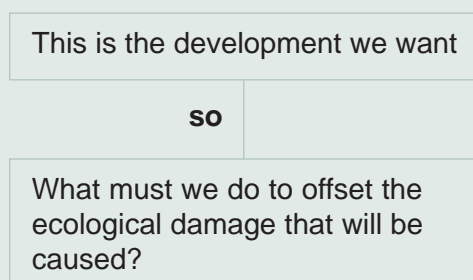 This is the development we want
so
What must we do to offset the
ecological damage that will be
caused?